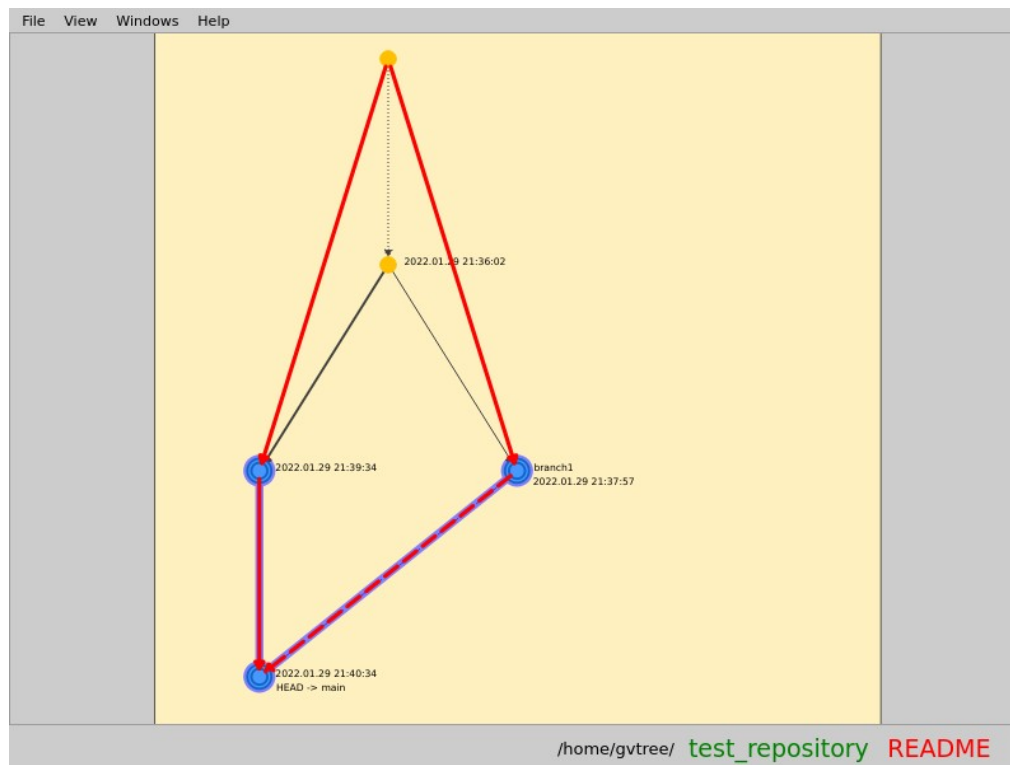 File View Windows Help
2022.01.29 21:36:02
2022.01.29 21:39:34
branch1
2022.01.29 21:37:57
2022.01.29 21:40:34
HEAD -> main
/home/gvtree/ test_repository README